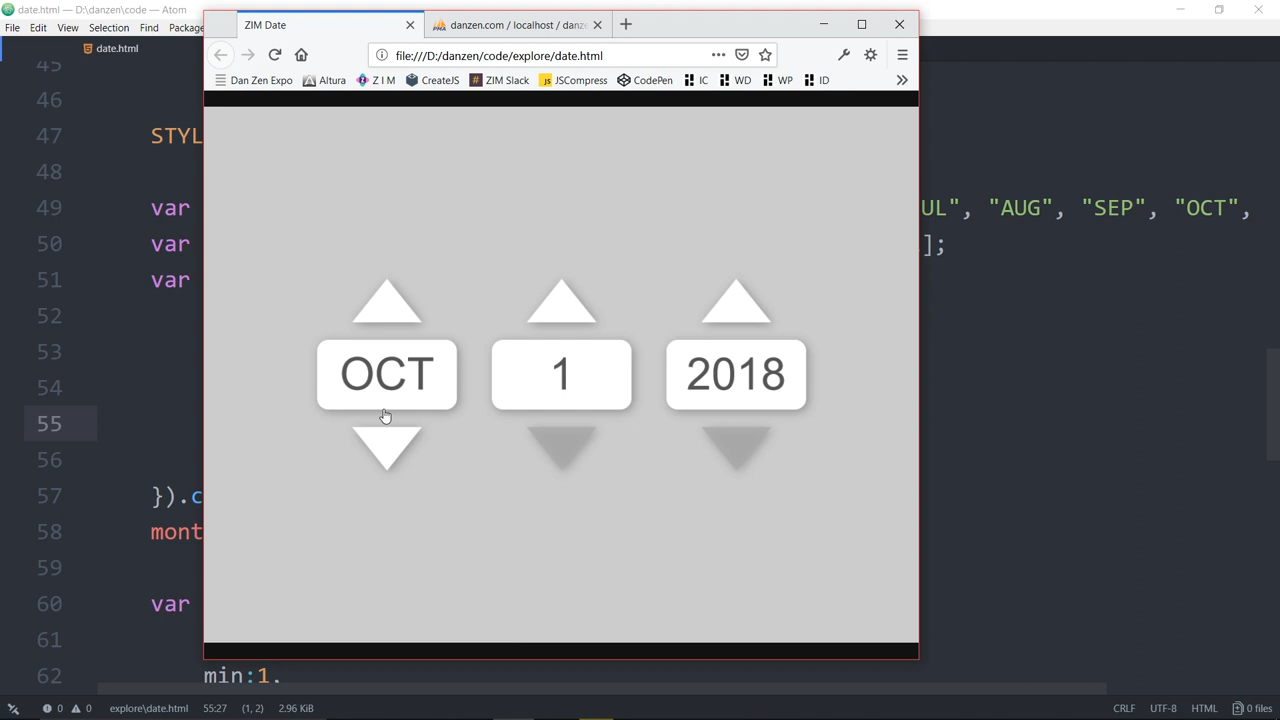 date.html — D:\danzen\code — Atom
File Edit View Selection Find Package
date.html
ZIM Date
danzen.com / localhost / danze
file:///D:/danzen/code/explore/date.html
Dan Zen Expo Altura Z I M CreateJS ZIM Slack JSCompress CodePen IC WD WP ID
45
46
47 STYL
48
49 var UL", "AUG", "SEP", "OCT",
50 var ];
51 var
52
53
54
55
56
57 }).c
58 mont
59
60 var
61
62 min:1,
OCT 1 2018
0 0 explore\date.html 55:27 (1, 2) 2.96 KiB CRLF UTF-8 HTML 0 files